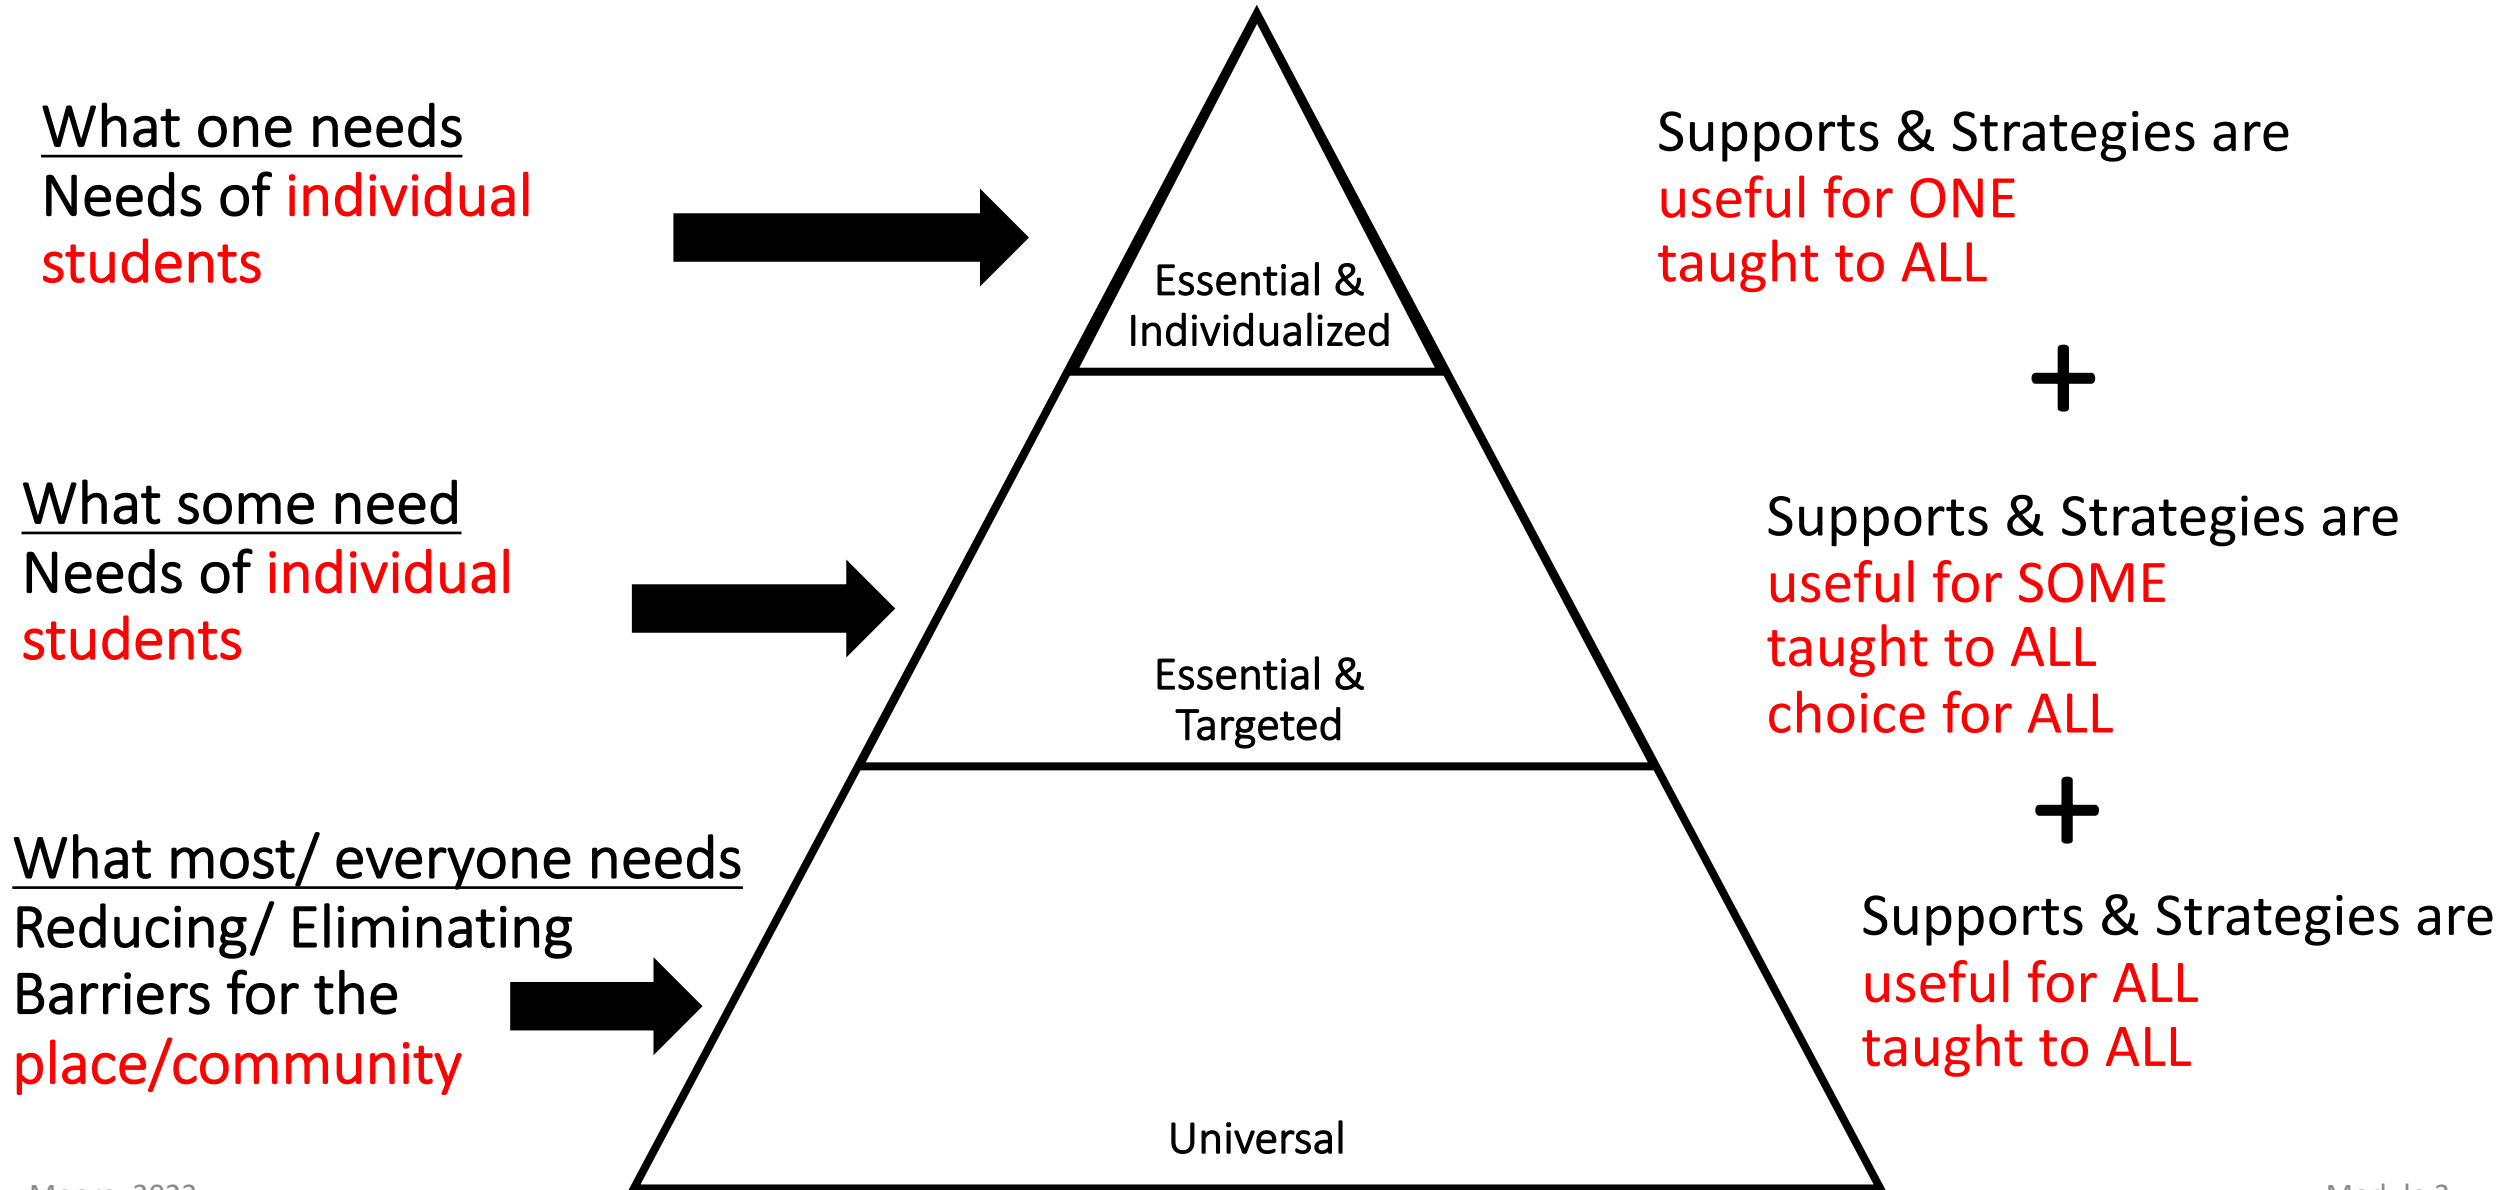 What one needs
Needs of individual
students
Essential &
Individualized
Supports & Strategies are
useful for ONE
taught to ALL
+
What some need
Needs of individual
students
Essential &
Targeted
Supports & Strategies are
useful for SOME
taught to ALL
choice for ALL
+
What most/ everyone needs
Reducing/ Eliminating
Barriers for the
place/community
Universal
Supports & Strategies are
useful for ALL
taught to ALL